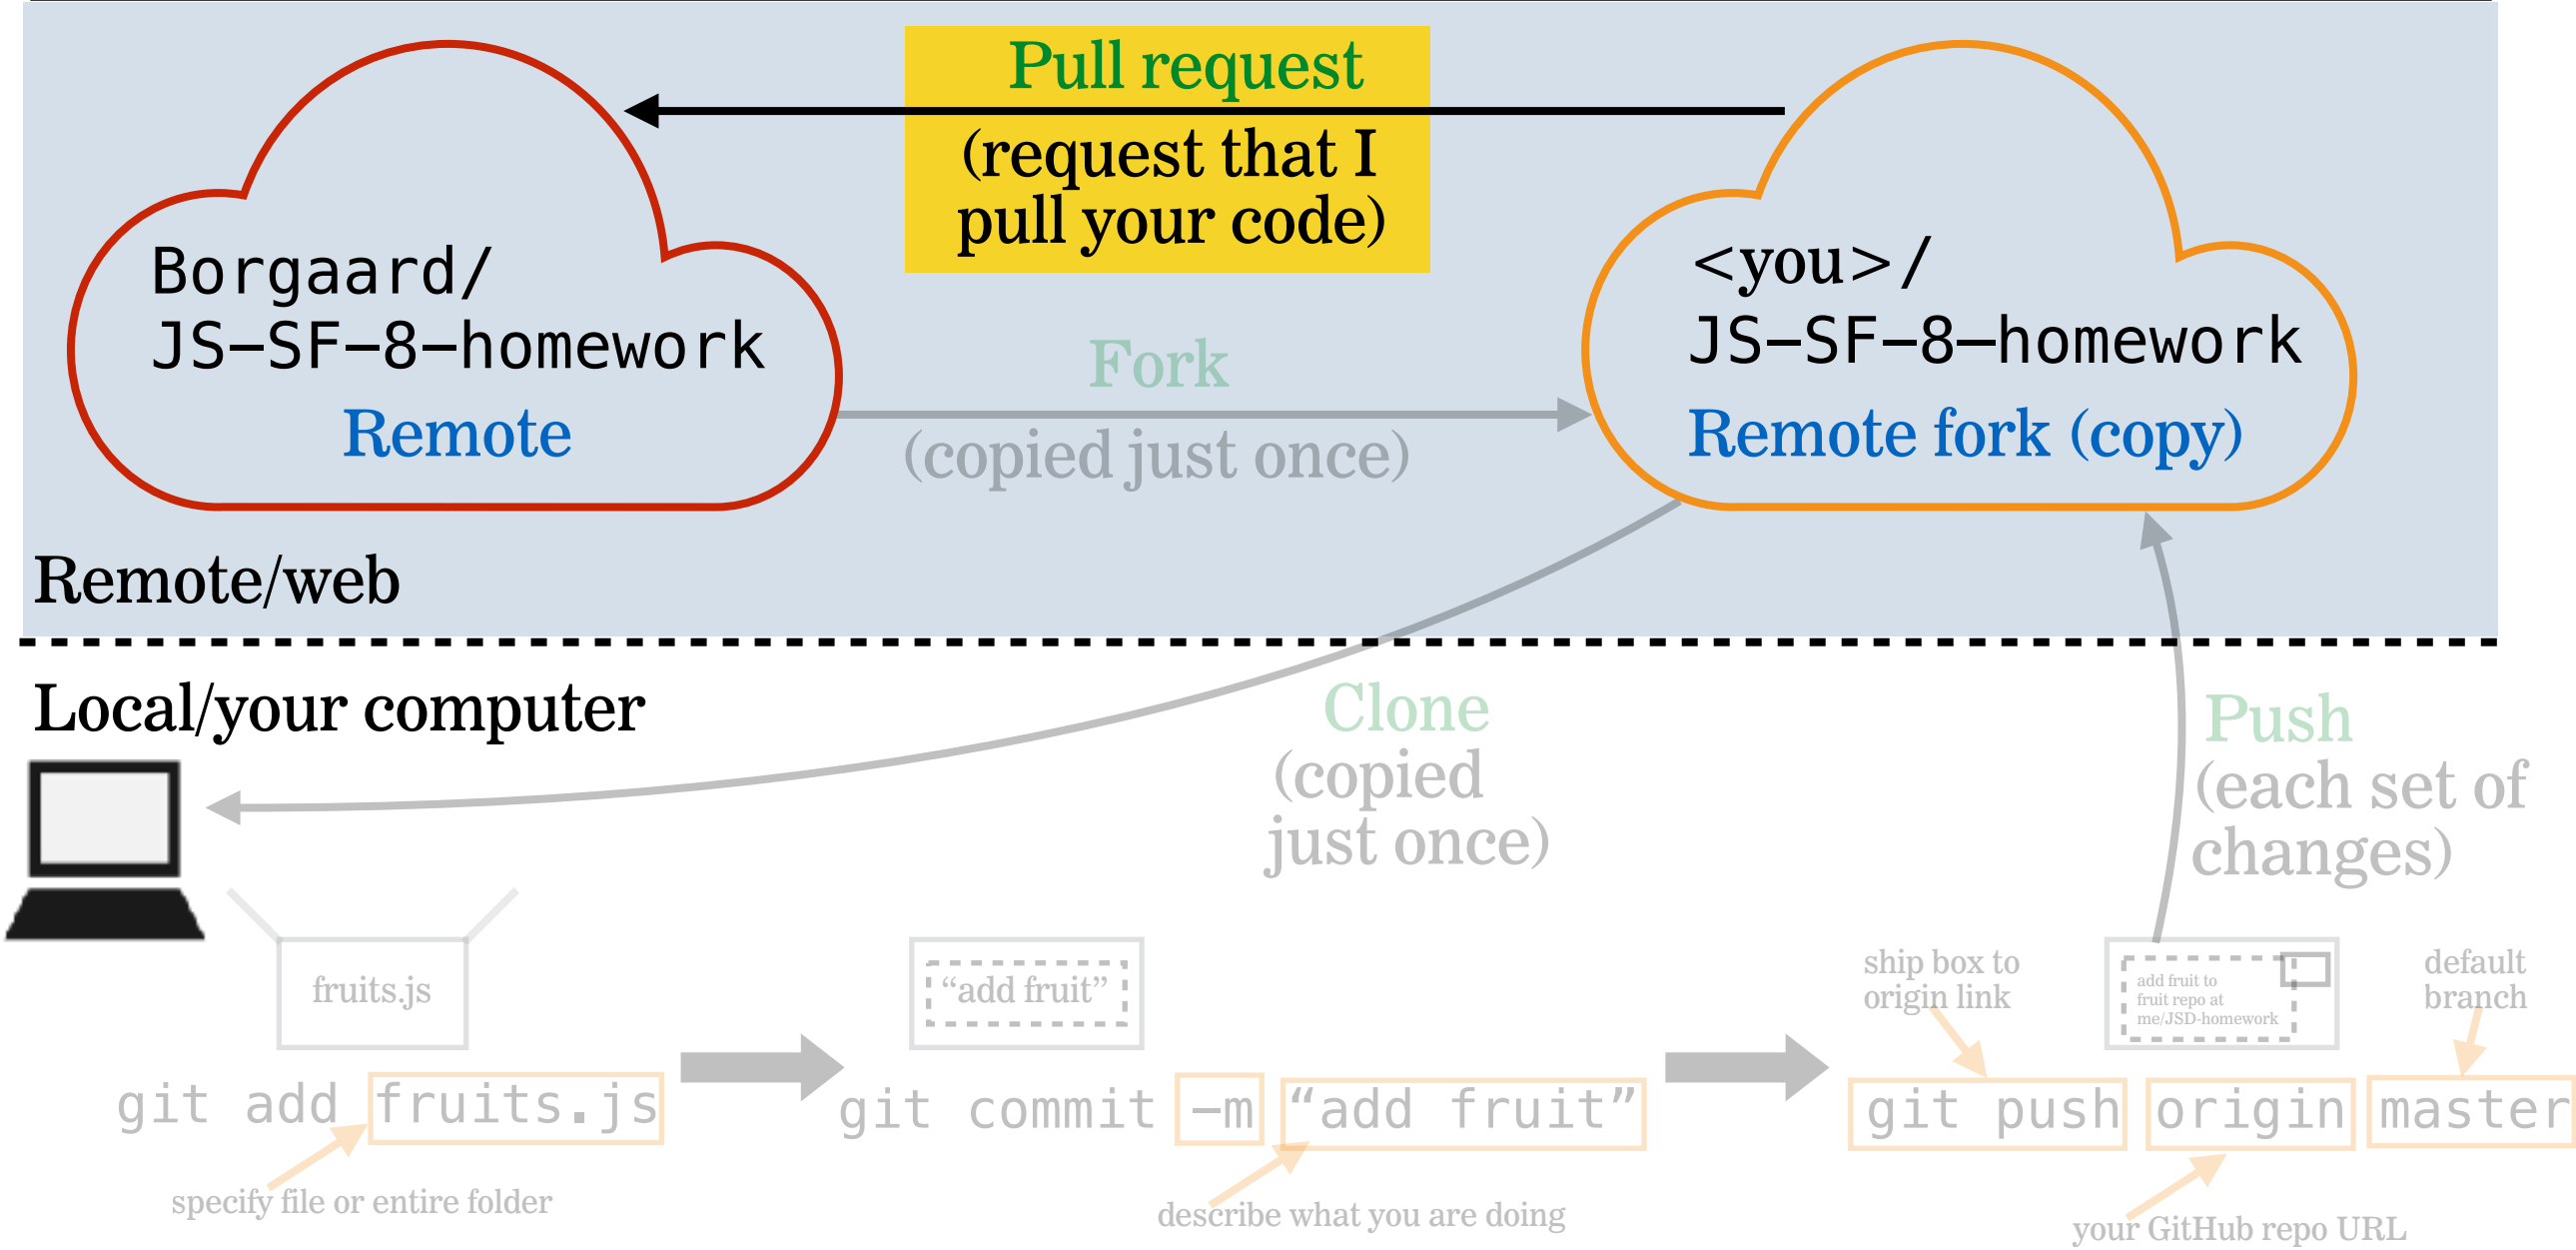 Pull request
(request that I
pull your code)
Borgaard/
JS-SF-8-homework
Remote
<you>/
JS-SF-8-homework
Remote fork (copy)
Fork
(copied just once)
Remote/web
Local/your computer
Clone
(copied
just once)
Push
(each set of
changes)
fruits.js
“add fruit”
ship box to
origin link
add fruit to
fruit repo at
me/JSD-homework
default
branch
git add fruits.js
git commit -m “add fruit”
git push origin master
specify file or entire folder
describe what you are doing
your GitHub repo URL